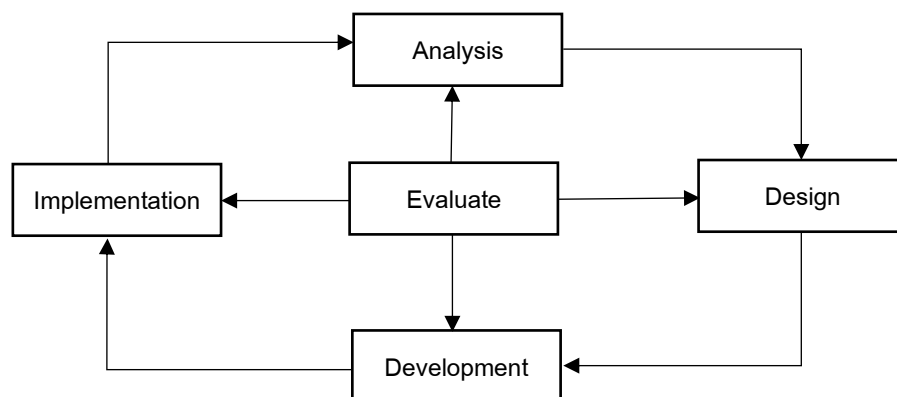 Analysis
Implementation
Evaluate
Design
Development